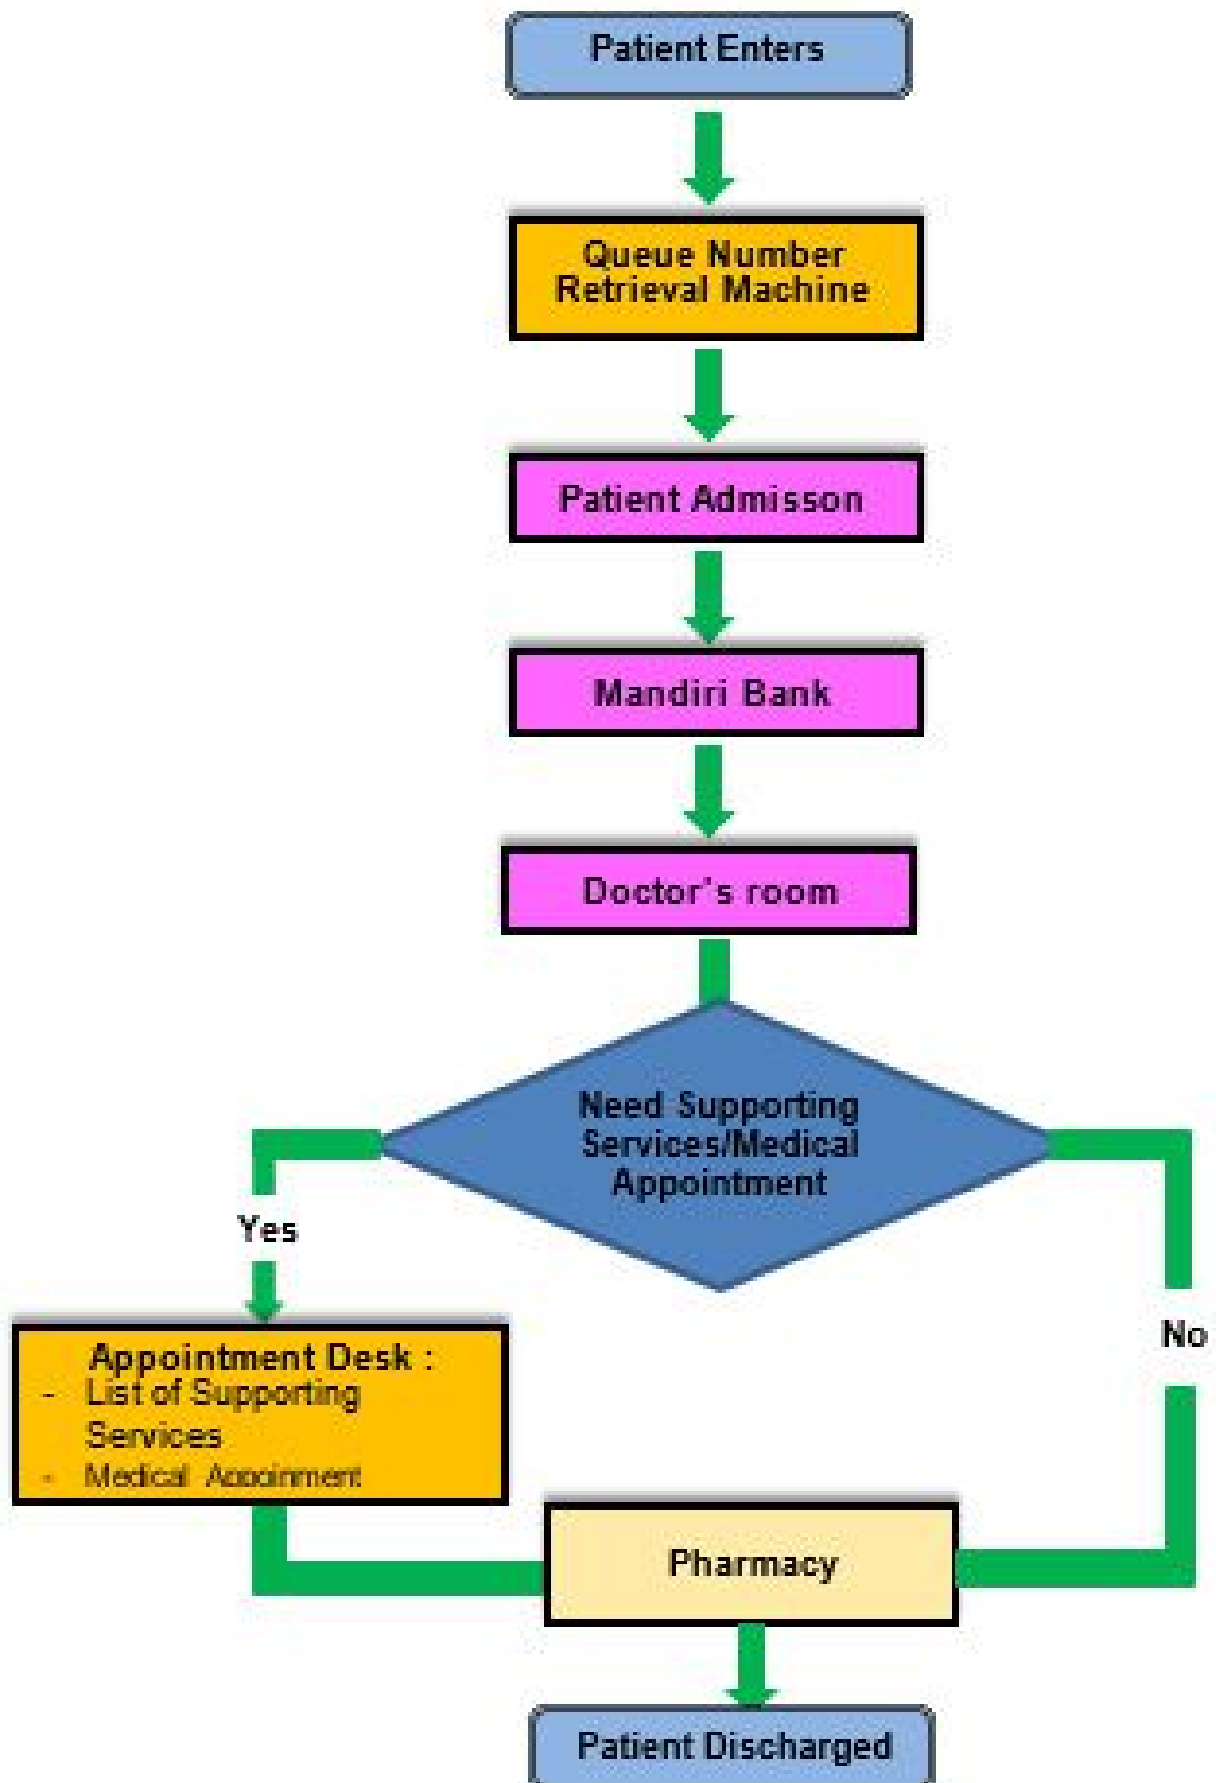 Patient Enters
Queue Number
Retrieval Machine
Patient Admisson
Mandiri Bank
Doctor's room
Need Supporting
Services/Medical
Appointment
Yes
No
Appointment Desk :
- List of Supporting
Services
- Medical Appoinment
Pharmacy
Patient Discharged